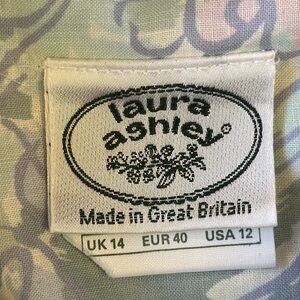 laura
ashley®
Made in Great Britain
UK 14 EUR 40 USA 12